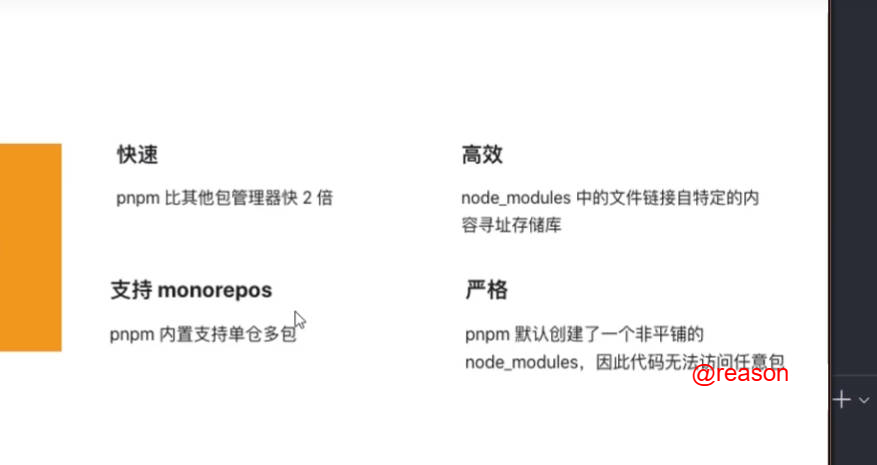 快速
pnpm 比其他包管理器快 2 倍
高效
node_modules 中的文件链接自特定的内
容寻址存储库
支持 monorepos
pnpm 内置支持单仓多包
严格
pnpm 默认创建了一个非平铺的
node_modules，因此代码无法访问任意包
@reason